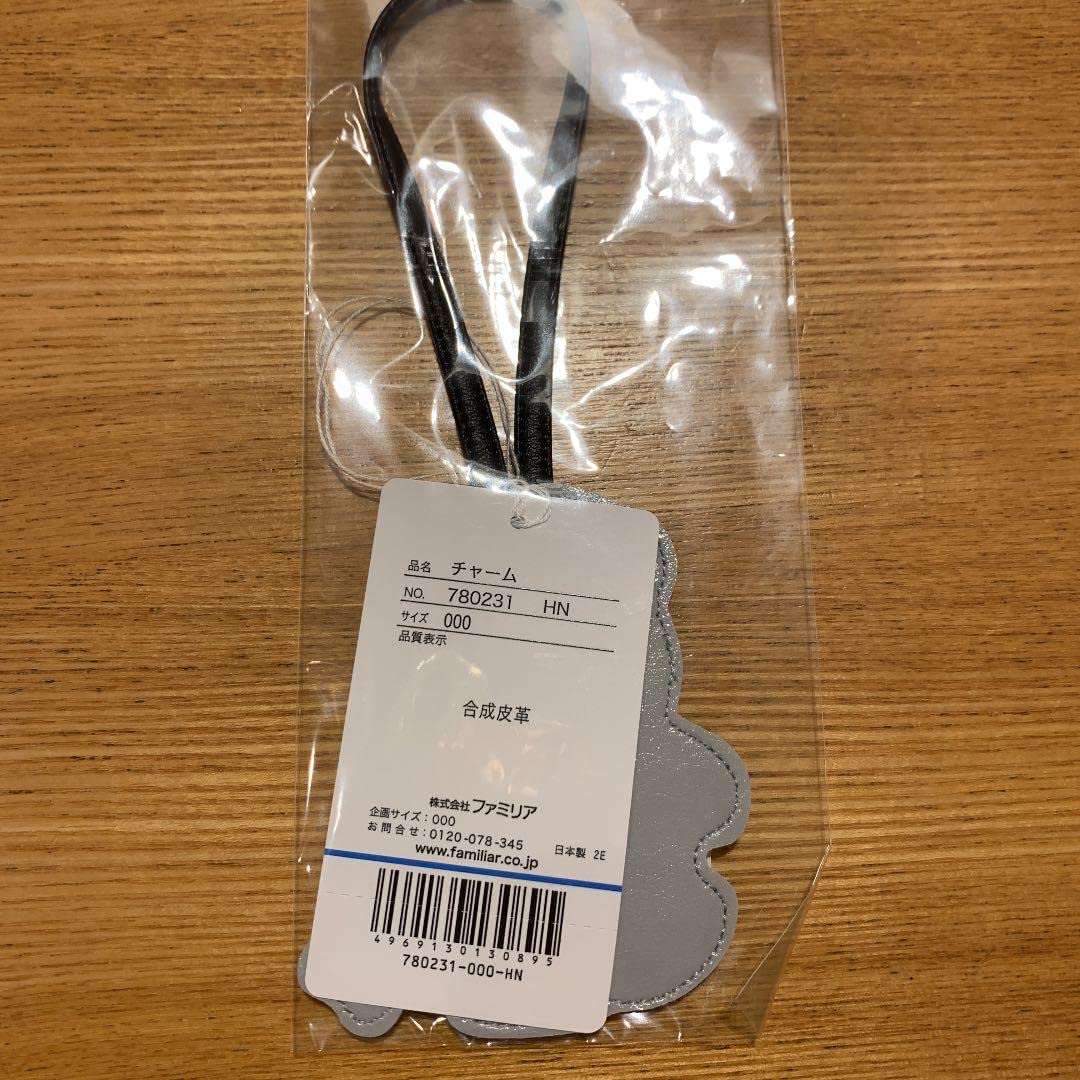 品名 チャーム
NO. 780231 HN
サイズ 000
品質表示
合成皮革
株式会社 ファミリア
企画サイズ：000
お問合せ：0120-078-345 日本製 2E
www.familiar.co.jp
4969130130895
780231-000-HN